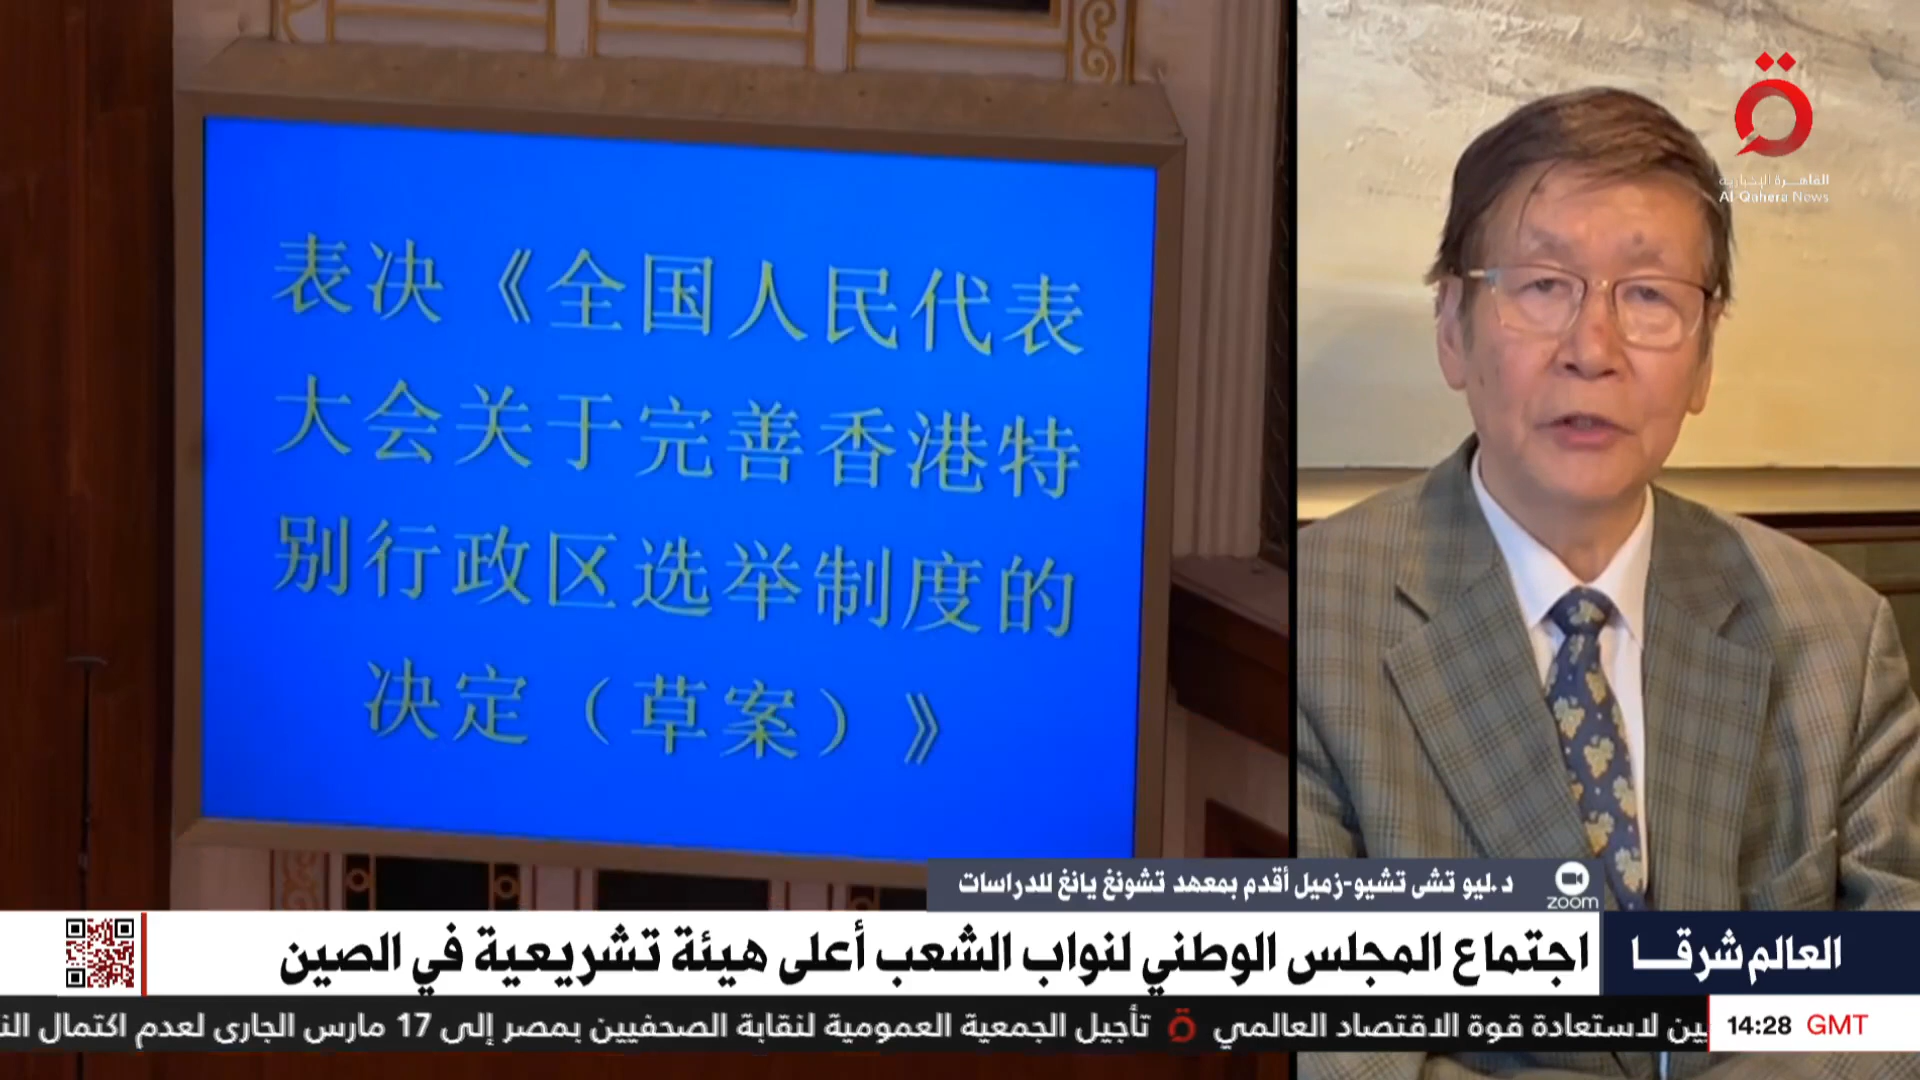 表决《全国人民代表
大会关于完善香港特
别行政区选举制度的
决定（草案）》
القاهرة الإخبارية
Al Qahera News
د.ليو تشى تشيو-زميل أقدم بمعهد تشونغ يانغ للدراسات
zoom
العالم شرقا
اجتماع المجلس الوطني لنواب الشعب أعلى هيئة تشريعية في الصين
14:28 GMT
ين لاستعادة قوة الاقتصاد العالمي
تأجيل الجمعية العمومية لنقابة الصحفيين بمصر إلى 17 مارس الجارى لعدم اكتمال الن